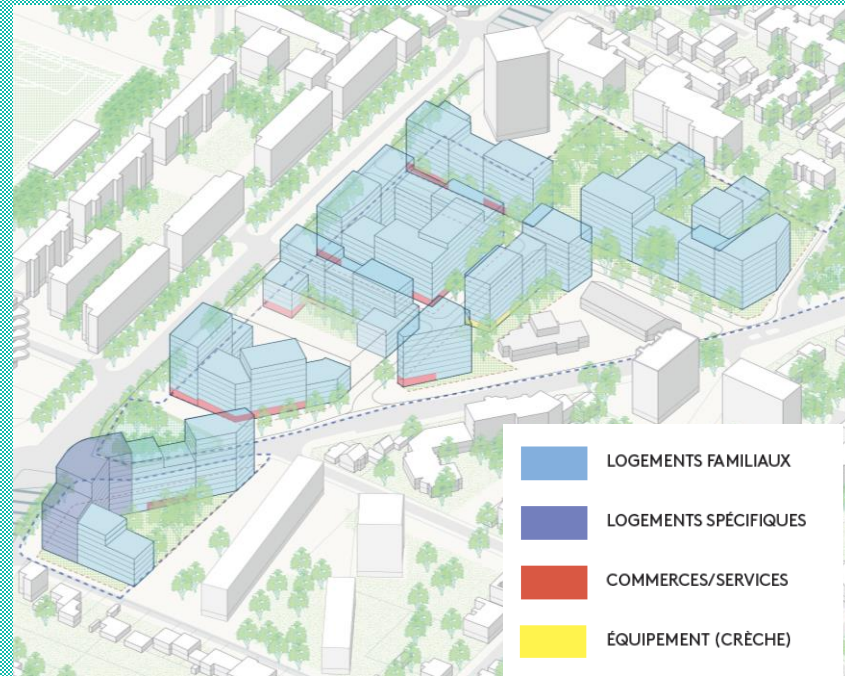 LOGEMENTS FAMILIAUX
LOGEMENTS SPÉCIFIQUES
COMMERCES/SERVICES
ÉQUIPEMENT (CRÈCHE)